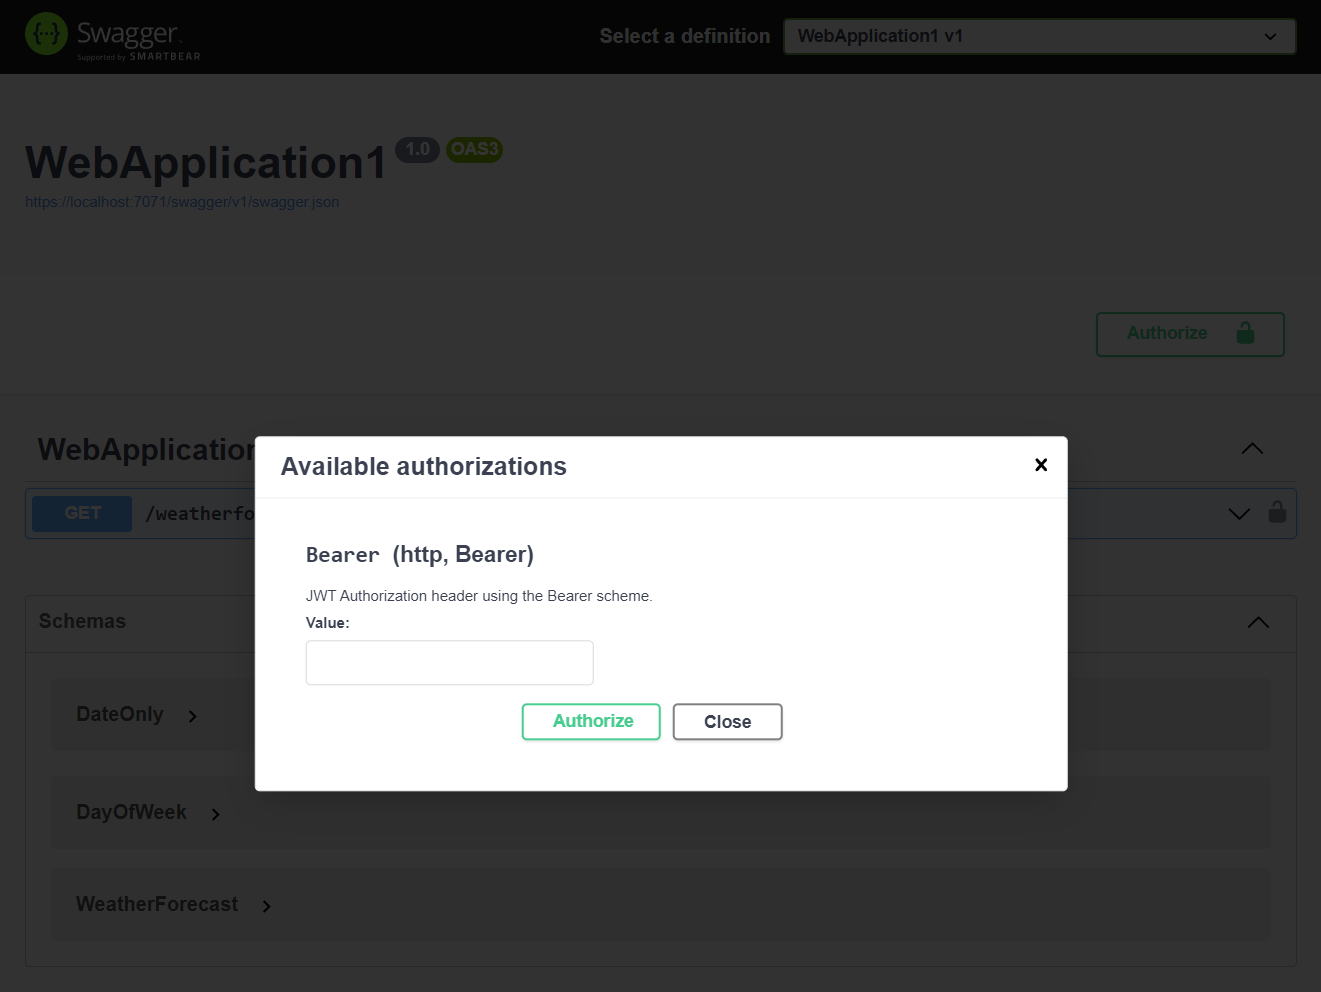 Swagger
Supported by SMARTBEAR
Select a definition
WebApplication1 v1
WebApplication1 1.0 OAS3
https://localhost:7071/swagger/v1/swagger.json
Authorize
WebApplication
Available authorizations
GET /weatherfo
Bearer (http, Bearer)
JWT Authorization header using the Bearer scheme.
Value:
Schemas
Authorize Close
DateOnly
DayOfWeek
WeatherForecast